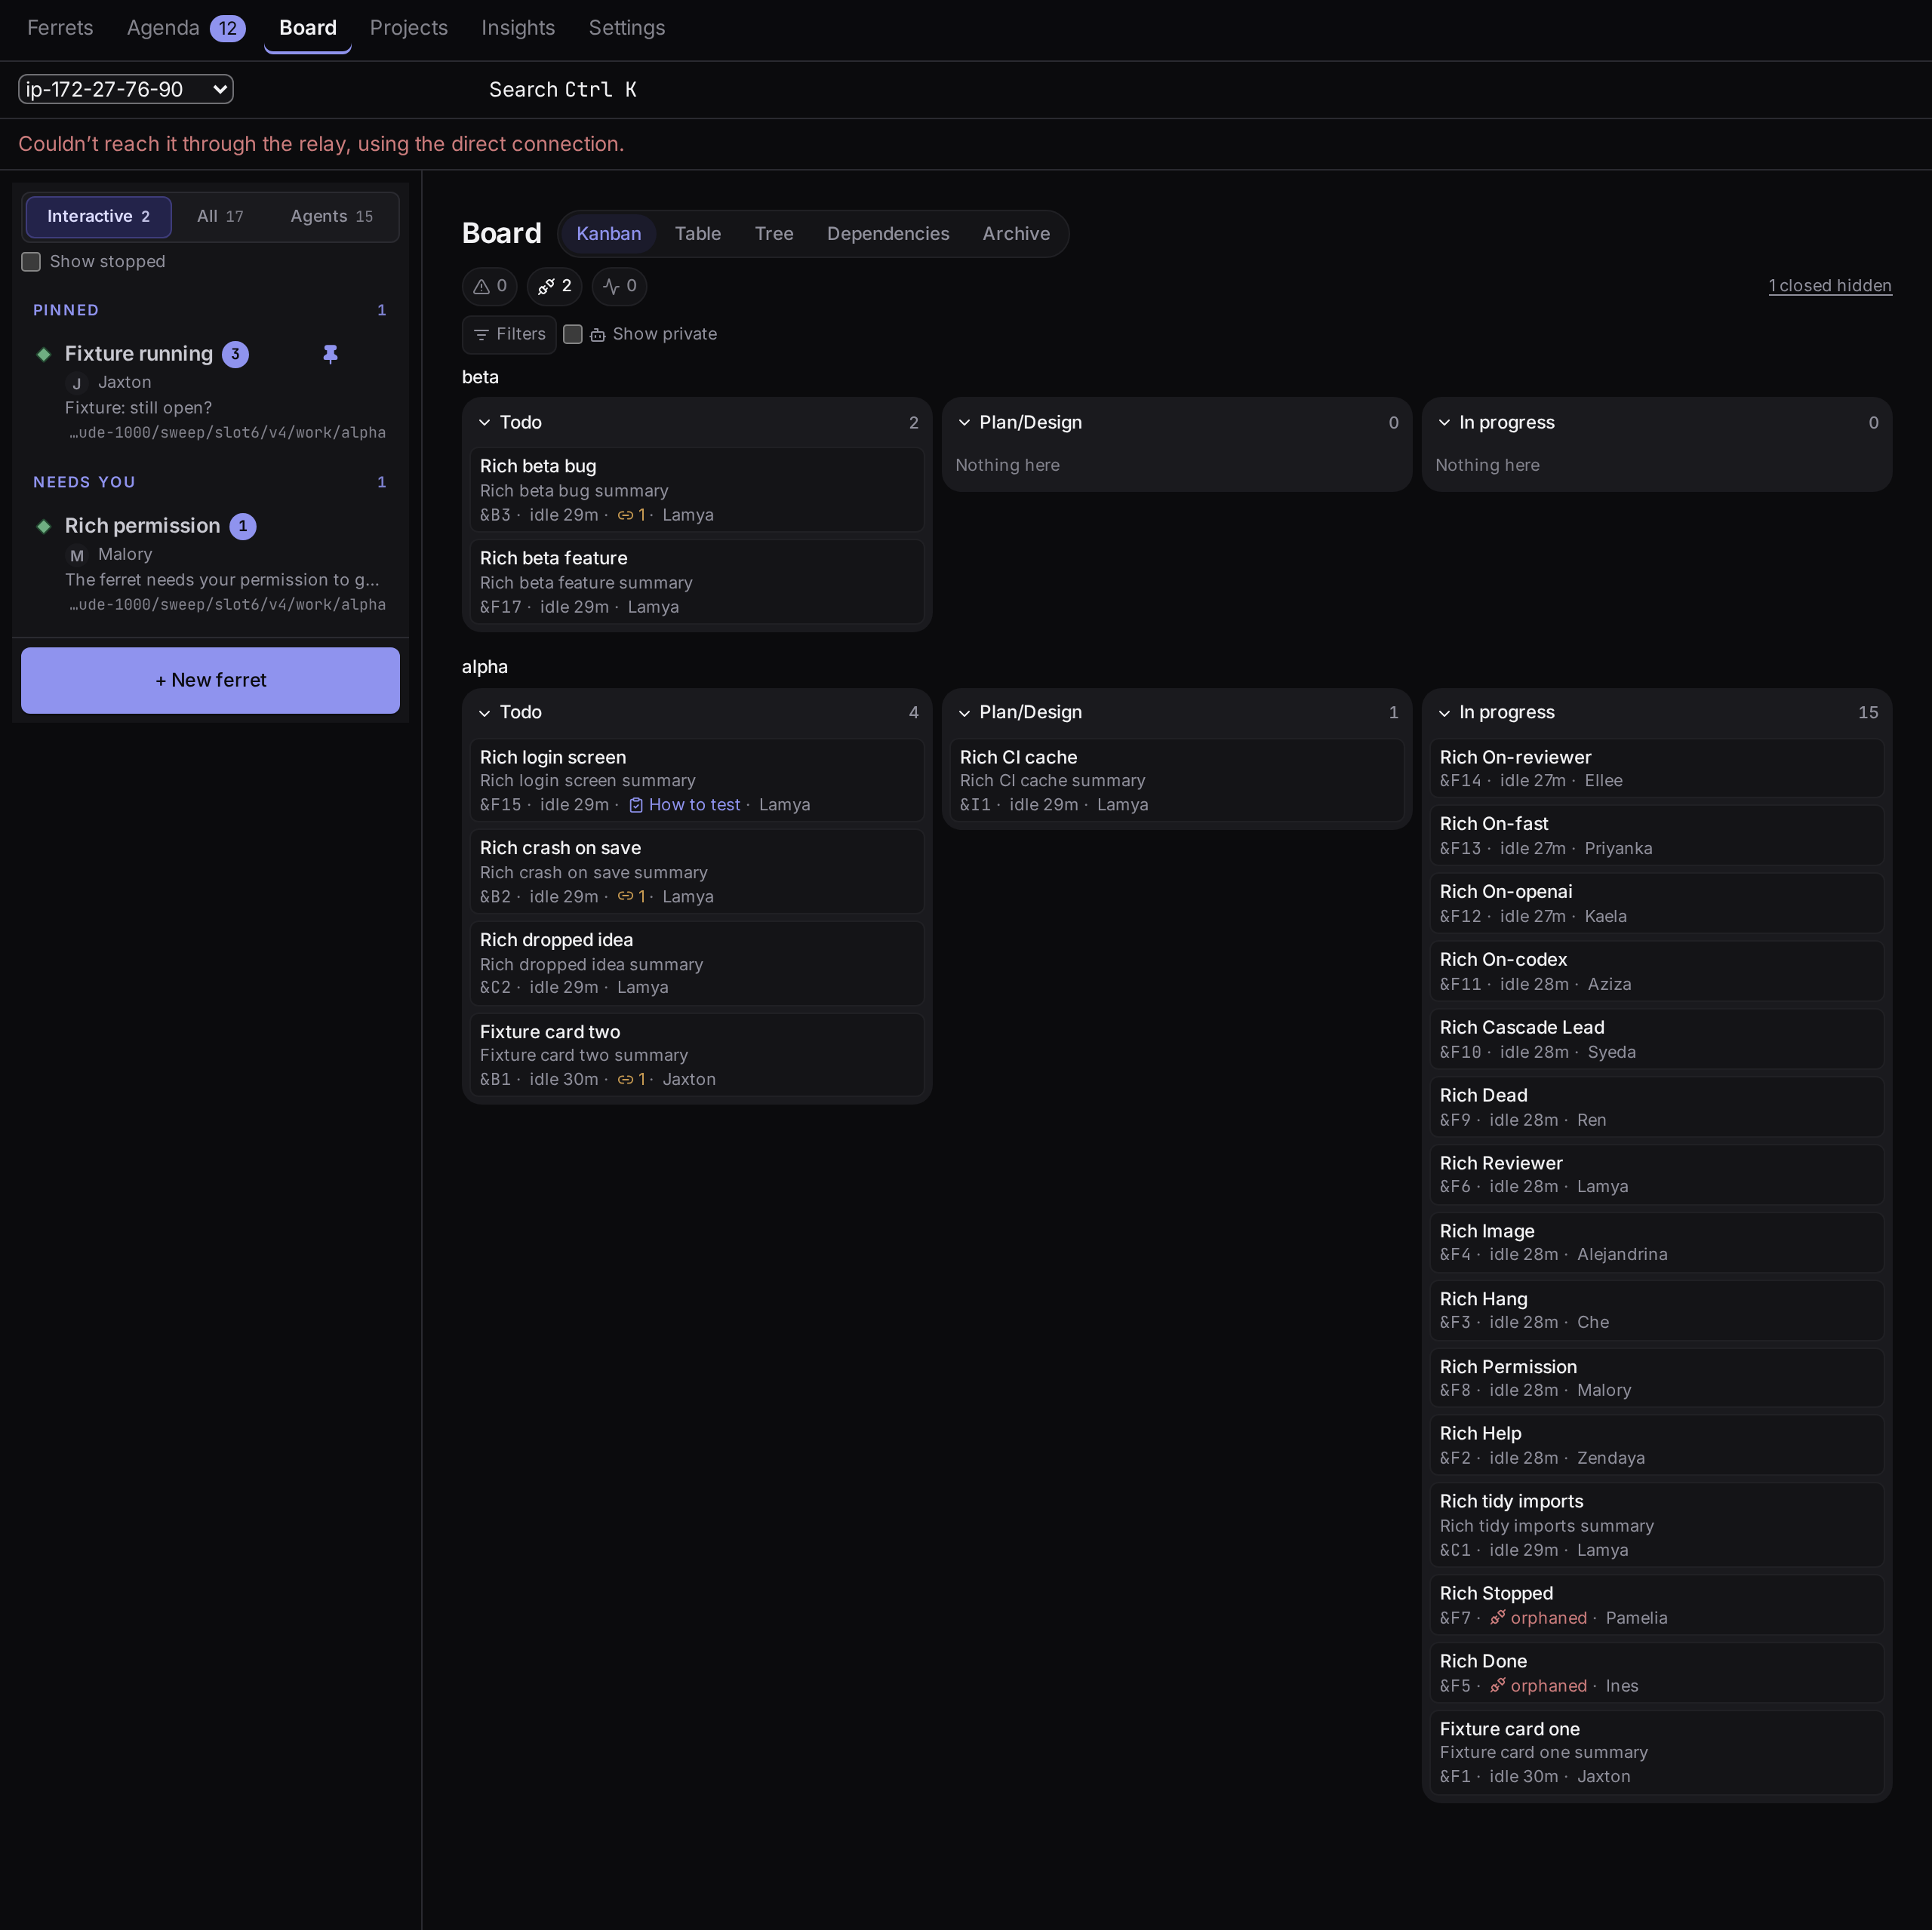 Ferrets Agenda 12 Board Projects Insights Settings
ip-172-27-76-90 Search Ctrl K
Couldn’t reach it through the relay, using the direct connection.
Interactive 2 All 17 Agents 15
Show stopped
PINNED 1
Fixture running 3
J Jaxton
Fixture: still open?
…ude-1000/sweep/slot6/v4/work/alpha
NEEDS YOU 1
Rich permission 1
M Malory
The ferret needs your permission to g…
…ude-1000/sweep/slot6/v4/work/alpha
+ New ferret
Board Kanban Table Tree Dependencies Archive
0 2 0 1 closed hidden
Filters Show private
beta
Todo 2
Rich beta bug
Rich beta bug summary
&B3 · idle 29m · 1 · Lamya
Rich beta feature
Rich beta feature summary
&F17 · idle 29m · Lamya
Plan/Design 0
Nothing here
In progress 0
Nothing here
alpha
Todo 4
Rich login screen
Rich login screen summary
&F15 · idle 29m · How to test · Lamya
Rich crash on save
Rich crash on save summary
&B2 · idle 29m · 1 · Lamya
Rich dropped idea
Rich dropped idea summary
&C2 · idle 29m · Lamya
Fixture card two
Fixture card two summary
&B1 · idle 30m · 1 · Jaxton
Plan/Design 1
Rich CI cache
Rich CI cache summary
&I1 · idle 29m · Lamya
In progress 15
Rich On-reviewer
&F14 · idle 27m · Ellee
Rich On-fast
&F13 · idle 27m · Priyanka
Rich On-openai
&F12 · idle 27m · Kaela
Rich On-codex
&F11 · idle 28m · Aziza
Rich Cascade Lead
&F10 · idle 28m · Syeda
Rich Dead
&F9 · idle 28m · Ren
Rich Reviewer
&F6 · idle 28m · Lamya
Rich Image
&F4 · idle 28m · Alejandrina
Rich Hang
&F3 · idle 28m · Che
Rich Permission
&F8 · idle 28m · Malory
Rich Help
&F2 · idle 28m · Zendaya
Rich tidy imports
Rich tidy imports summary
&C1 · idle 29m · Lamya
Rich Stopped
&F7 · orphaned · Pamelia
Rich Done
&F5 · orphaned · Ines
Fixture card one
Fixture card one summary
&F1 · idle 30m · Jaxton